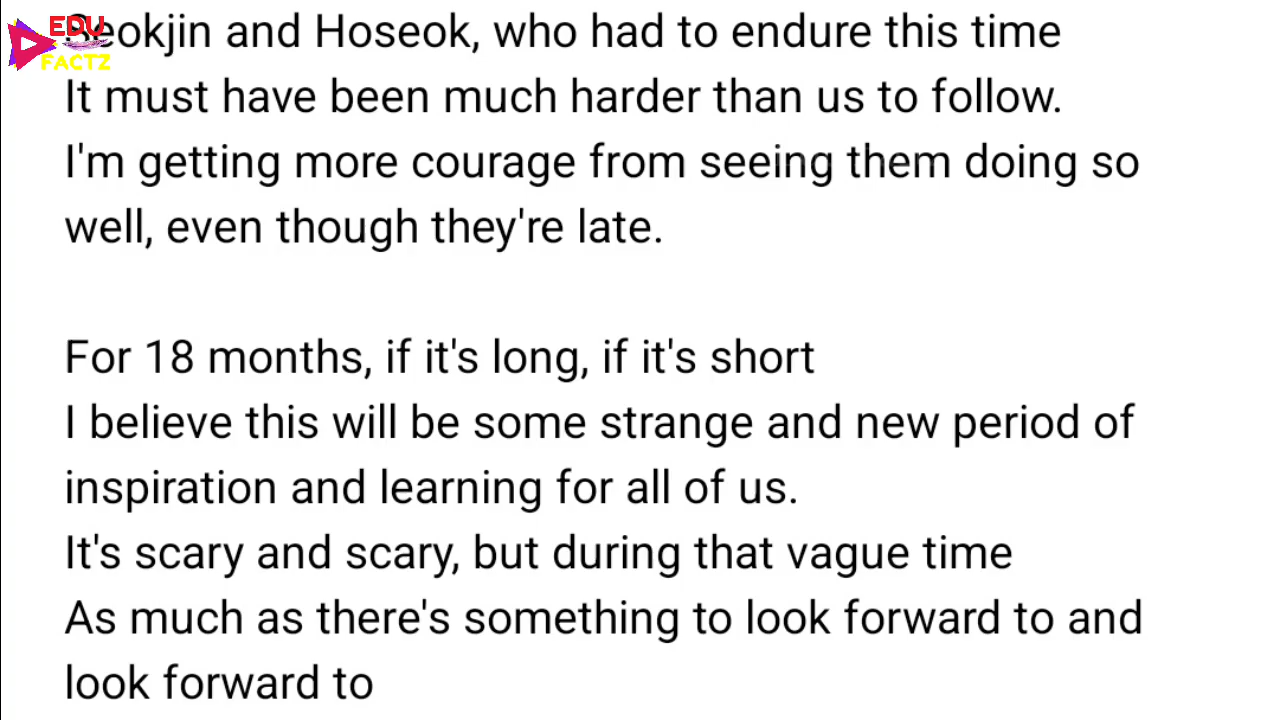 EDU
FACTZ
Seokjin and Hoseok, who had to endure this time
It must have been much harder than us to follow.
I'm getting more courage from seeing them doing so
well, even though they're late.
For 18 months, if it's long, if it's short
I believe this will be some strange and new period of
inspiration and learning for all of us.
It's scary and scary, but during that vague time
As much as there's something to look forward to and
look forward to